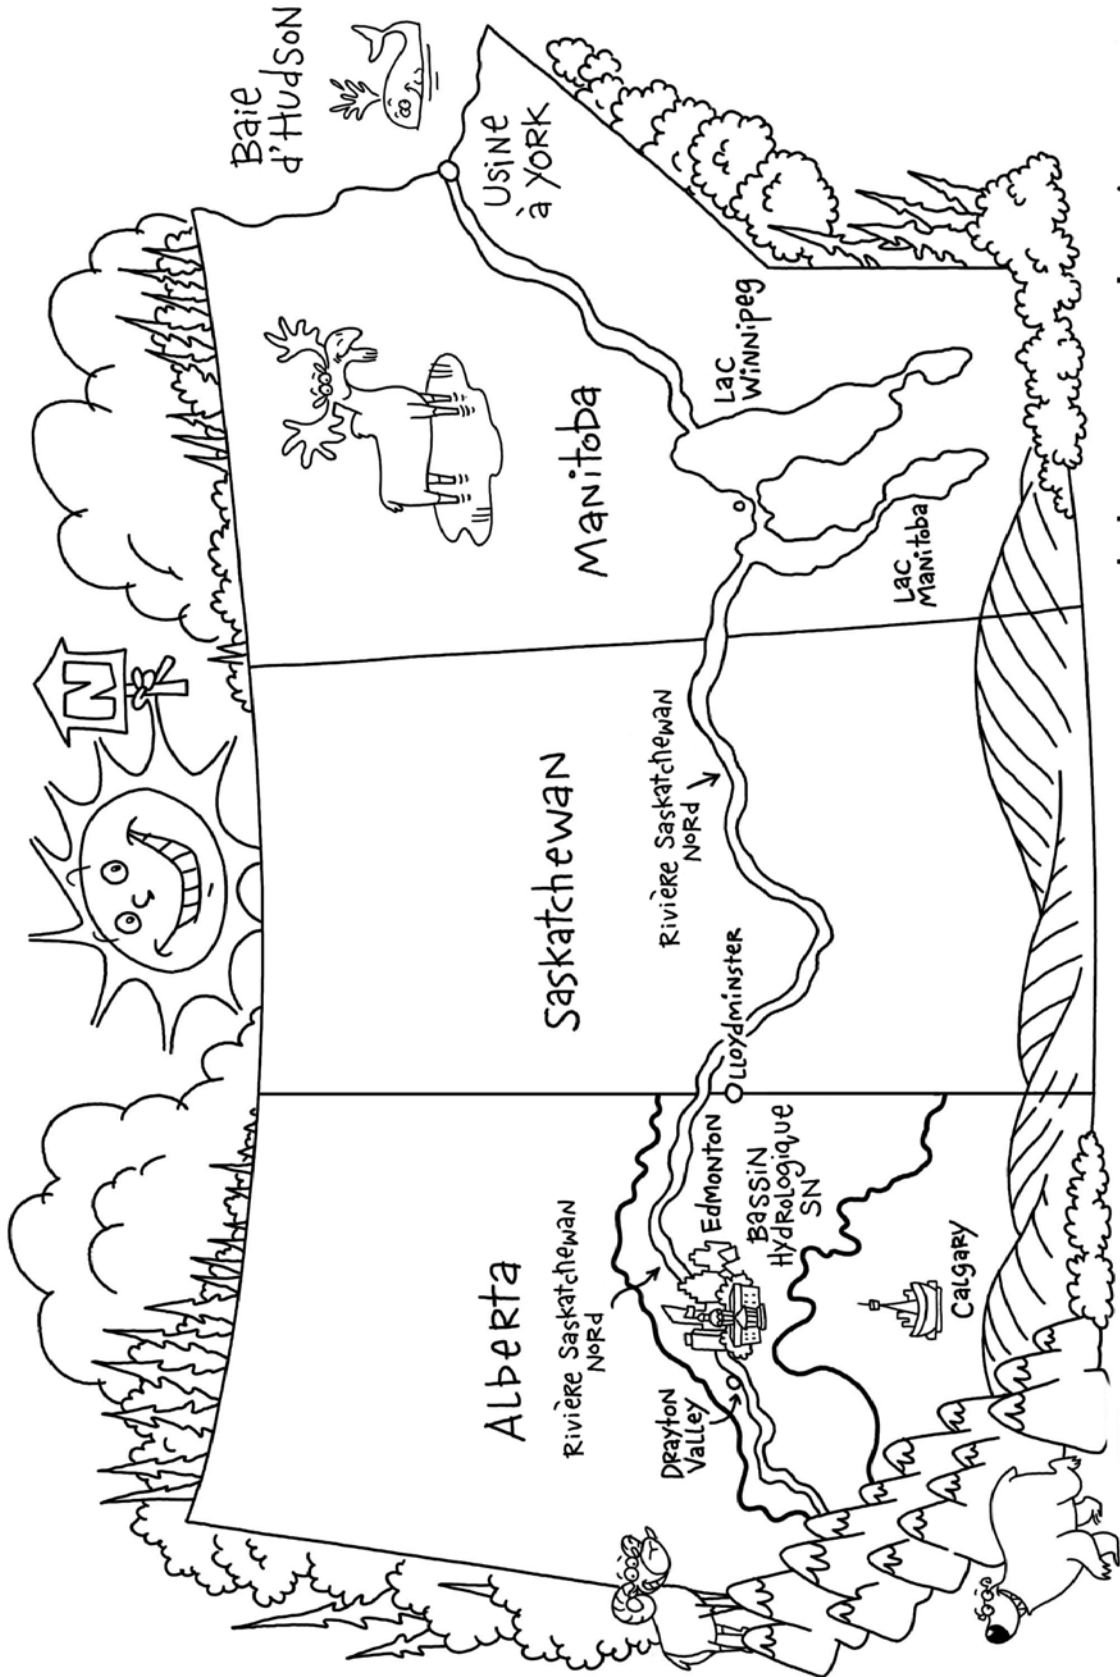 Baie
d'Hudson
N
Usine
à York
Manitoba
Saskatchewan
Alberta
Lac
Winnipeg
Lac
Manitoba
Rivière Saskatchewan
Nord
Lloydminster
Rivière Saskatchewan
Nord
Edmonton
Bassin
Hydrologique
SN
Drayton
Valley
Calgary